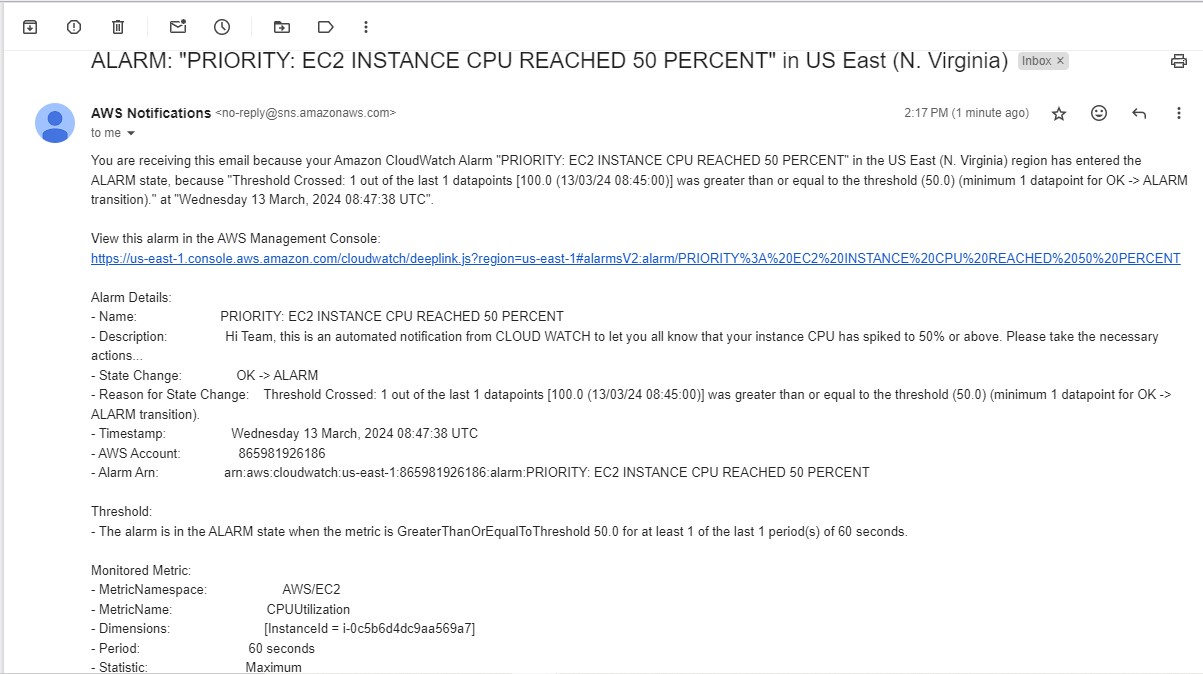 ALARM: "PRIORITY: EC2 INSTANCE CPU REACHED 50 PERCENT" in US East (N. Virginia) Inbox ×
AWS Notifications <no-reply@sns.amazonaws.com> 2:17 PM (1 minute ago)
to me
You are receiving this email because your Amazon CloudWatch Alarm "PRIORITY: EC2 INSTANCE CPU REACHED 50 PERCENT" in the US East (N. Virginia) region has entered the
ALARM state, because "Threshold Crossed: 1 out of the last 1 datapoints [100.0 (13/03/24 08:45:00)] was greater than or equal to the threshold (50.0) (minimum 1 datapoint for OK -> ALARM
transition)." at "Wednesday 13 March, 2024 08:47:38 UTC".
View this alarm in the AWS Management Console:
https://us-east-1.console.aws.amazon.com/cloudwatch/deeplink.js?region=us-east-1#alarmsV2:alarm/PRIORITY%3A%20EC2%20INSTANCE%20CPU%20REACHED%2050%20PERCENT
Alarm Details:
- Name: PRIORITY: EC2 INSTANCE CPU REACHED 50 PERCENT
- Description: Hi Team, this is an automated notification from CLOUD WATCH to let you all know that your instance CPU has spiked to 50% or above. Please take the necessary
actions...
- State Change: OK -> ALARM
- Reason for State Change: Threshold Crossed: 1 out of the last 1 datapoints [100.0 (13/03/24 08:45:00)] was greater than or equal to the threshold (50.0) (minimum 1 datapoint for OK ->
ALARM transition).
- Timestamp: Wednesday 13 March, 2024 08:47:38 UTC
- AWS Account: 865981926186
- Alarm Arn: arn:aws:cloudwatch:us-east-1:865981926186:alarm:PRIORITY: EC2 INSTANCE CPU REACHED 50 PERCENT
Threshold:
- The alarm is in the ALARM state when the metric is GreaterThanOrEqualToThreshold 50.0 for at least 1 of the last 1 period(s) of 60 seconds.
Monitored Metric:
- MetricNamespace: AWS/EC2
- MetricName: CPUUtilization
- Dimensions: [InstanceId = i-0c5b6d4dc9aa569a7]
- Period: 60 seconds
- Statistic: Maximum